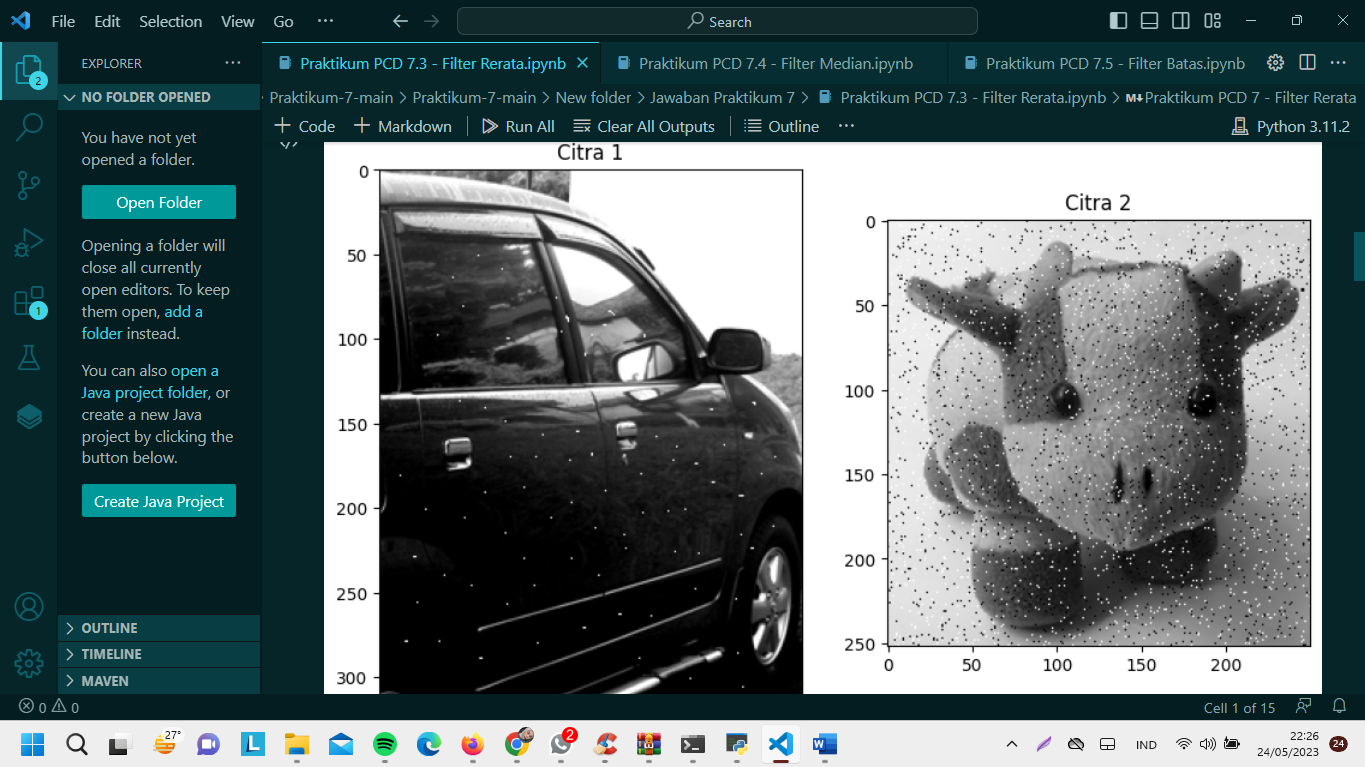 File Edit Selection View Go ··· Search
EXPLORER ···
NO FOLDER OPENED
You have not yet
opened a folder.
Open Folder
Opening a folder will
close all currently
open editors. To keep
them open, add a
folder instead.
You can also open a
Java project folder, or
create a new Java
project by clicking the
button below.
Create Java Project
OUTLINE
TIMELINE
MAVEN
2
1
Praktikum PCD 7.3 - Filter Rerata.ipynb Praktikum PCD 7.4 - Filter Median.ipynb Praktikum PCD 7.5 - Filter Batas.ipynb ···
Praktikum-7-main > Praktikum-7-main > New folder > Jawaban Praktikum 7 > Praktikum PCD 7.3 - Filter Rerata.ipynb > M↓Praktikum PCD 7 - Filter Rerata
+ Code + Markdown Run All Clear All Outputs Outline ··· Python 3.11.2
Citra 1
0
50
100
150
200
250
300
Citra 2
0
50
100
150
200
250
0 50 100 150 200
0 0 Cell 1 of 15
27° L 2 W IND 22:26
24/05/2023 24